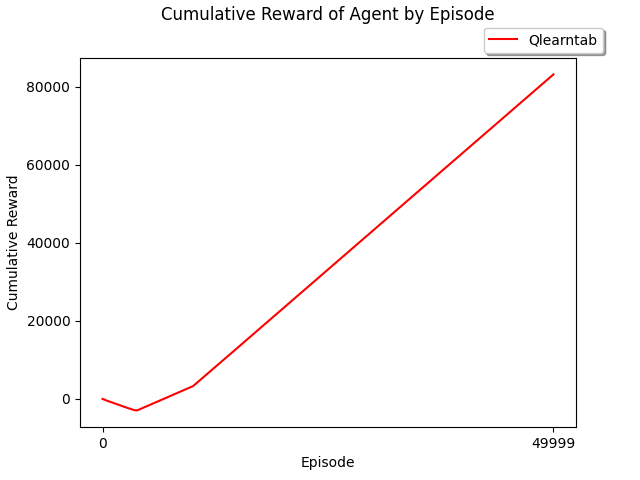 Cumulative Reward of Agent by Episode
Qlearntab
80000
60000
40000
20000
0
Cumulative Reward
0
49999
Episode